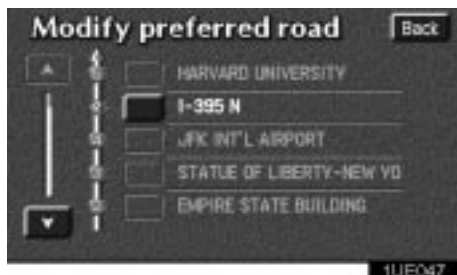 Modify preferred road Back
HARVARD UNIVERSITY
I-395 N
JFK INT'L AIRPORT
STATUE OF LIBERTY-NEW YO
EMPIRE STATE BUILDING
1UE047